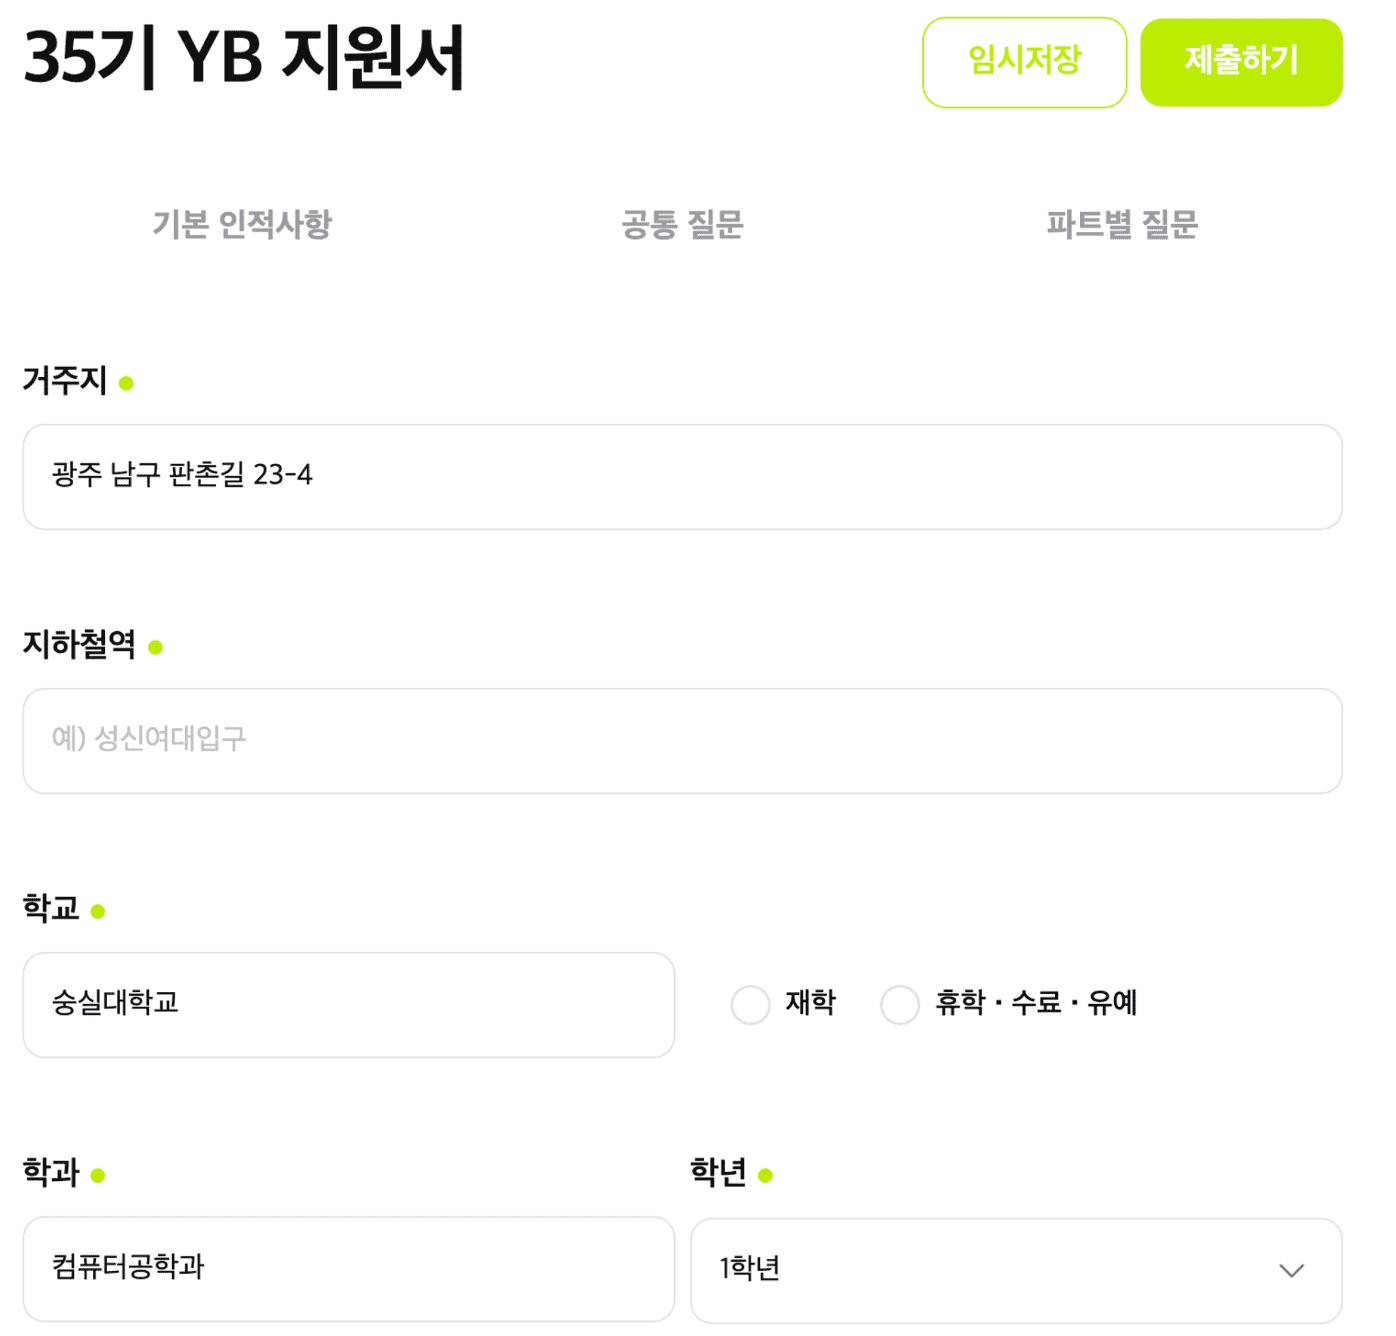 35기 YB 지원서
임시저장
제출하기
기본 인적사항
공통 질문
파트별 질문
거주지
광주 남구 판촌길 23-4
지하철역
예) 성신여대입구
학교
숭실대학교
재학
휴학 · 수료 · 유예
학과
학년
컴퓨터공학과
1학년